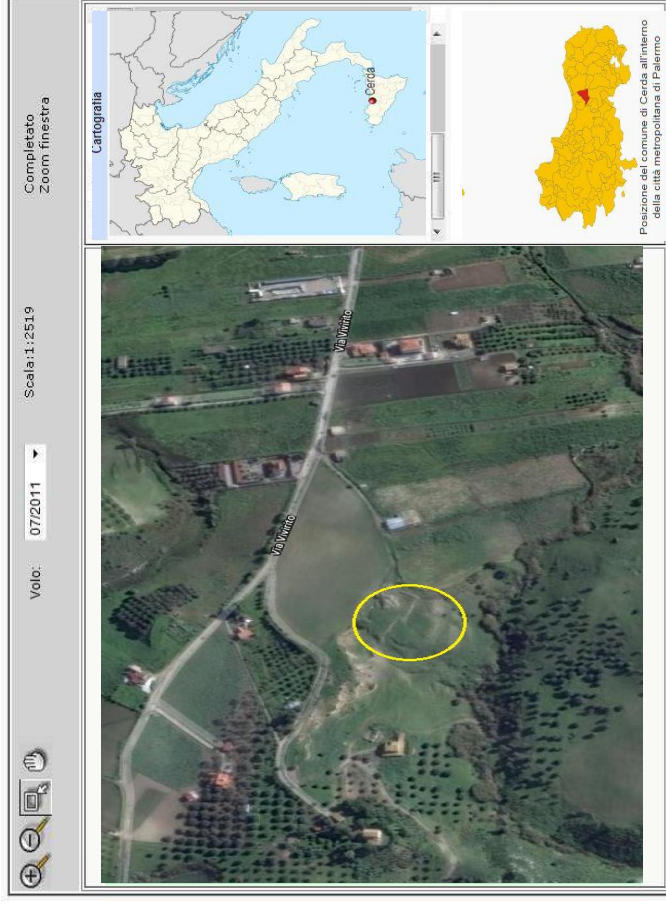 Volo:
07/2011
Scala:1:2519
Completato
Zoom finestra
Cartografia
Cerda
Via Vivirito
Via Vivirito
Posizione del comune di Cerda all'interno
della città metropolitana di Palermo